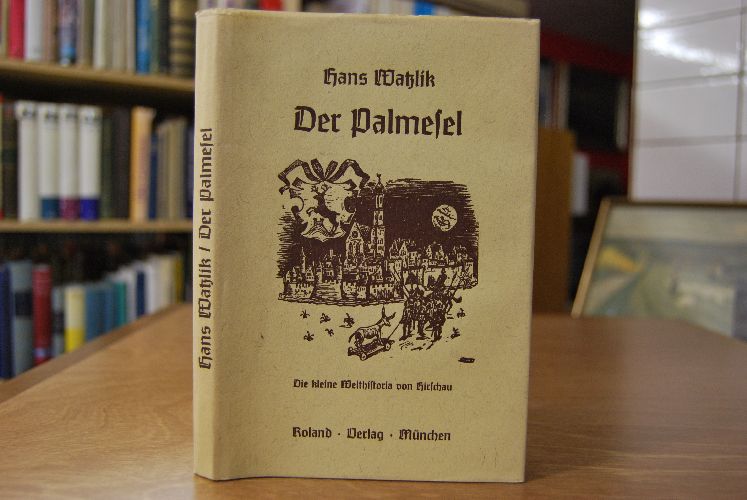 Hans Watzlik / Der Palmesel
Hans Watzlik
Der Palmesel
Die kleine Welthistoria von Hirschau
Roland · Verlag · München